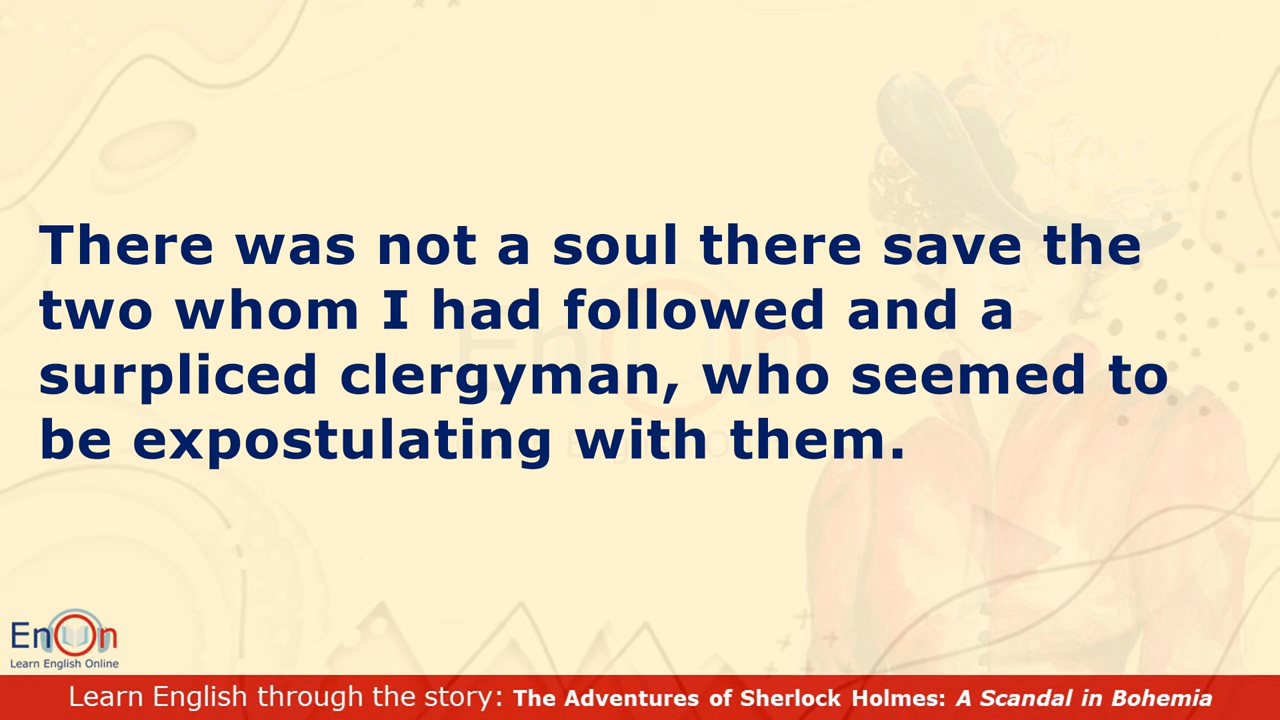 There was not a soul there save the
two whom I had followed and a
surpliced clergyman, who seemed to
be expostulating with them.
EnOn
Learn English Online
Learn English through the story: The Adventures of Sherlock Holmes: A Scandal in Bohemia